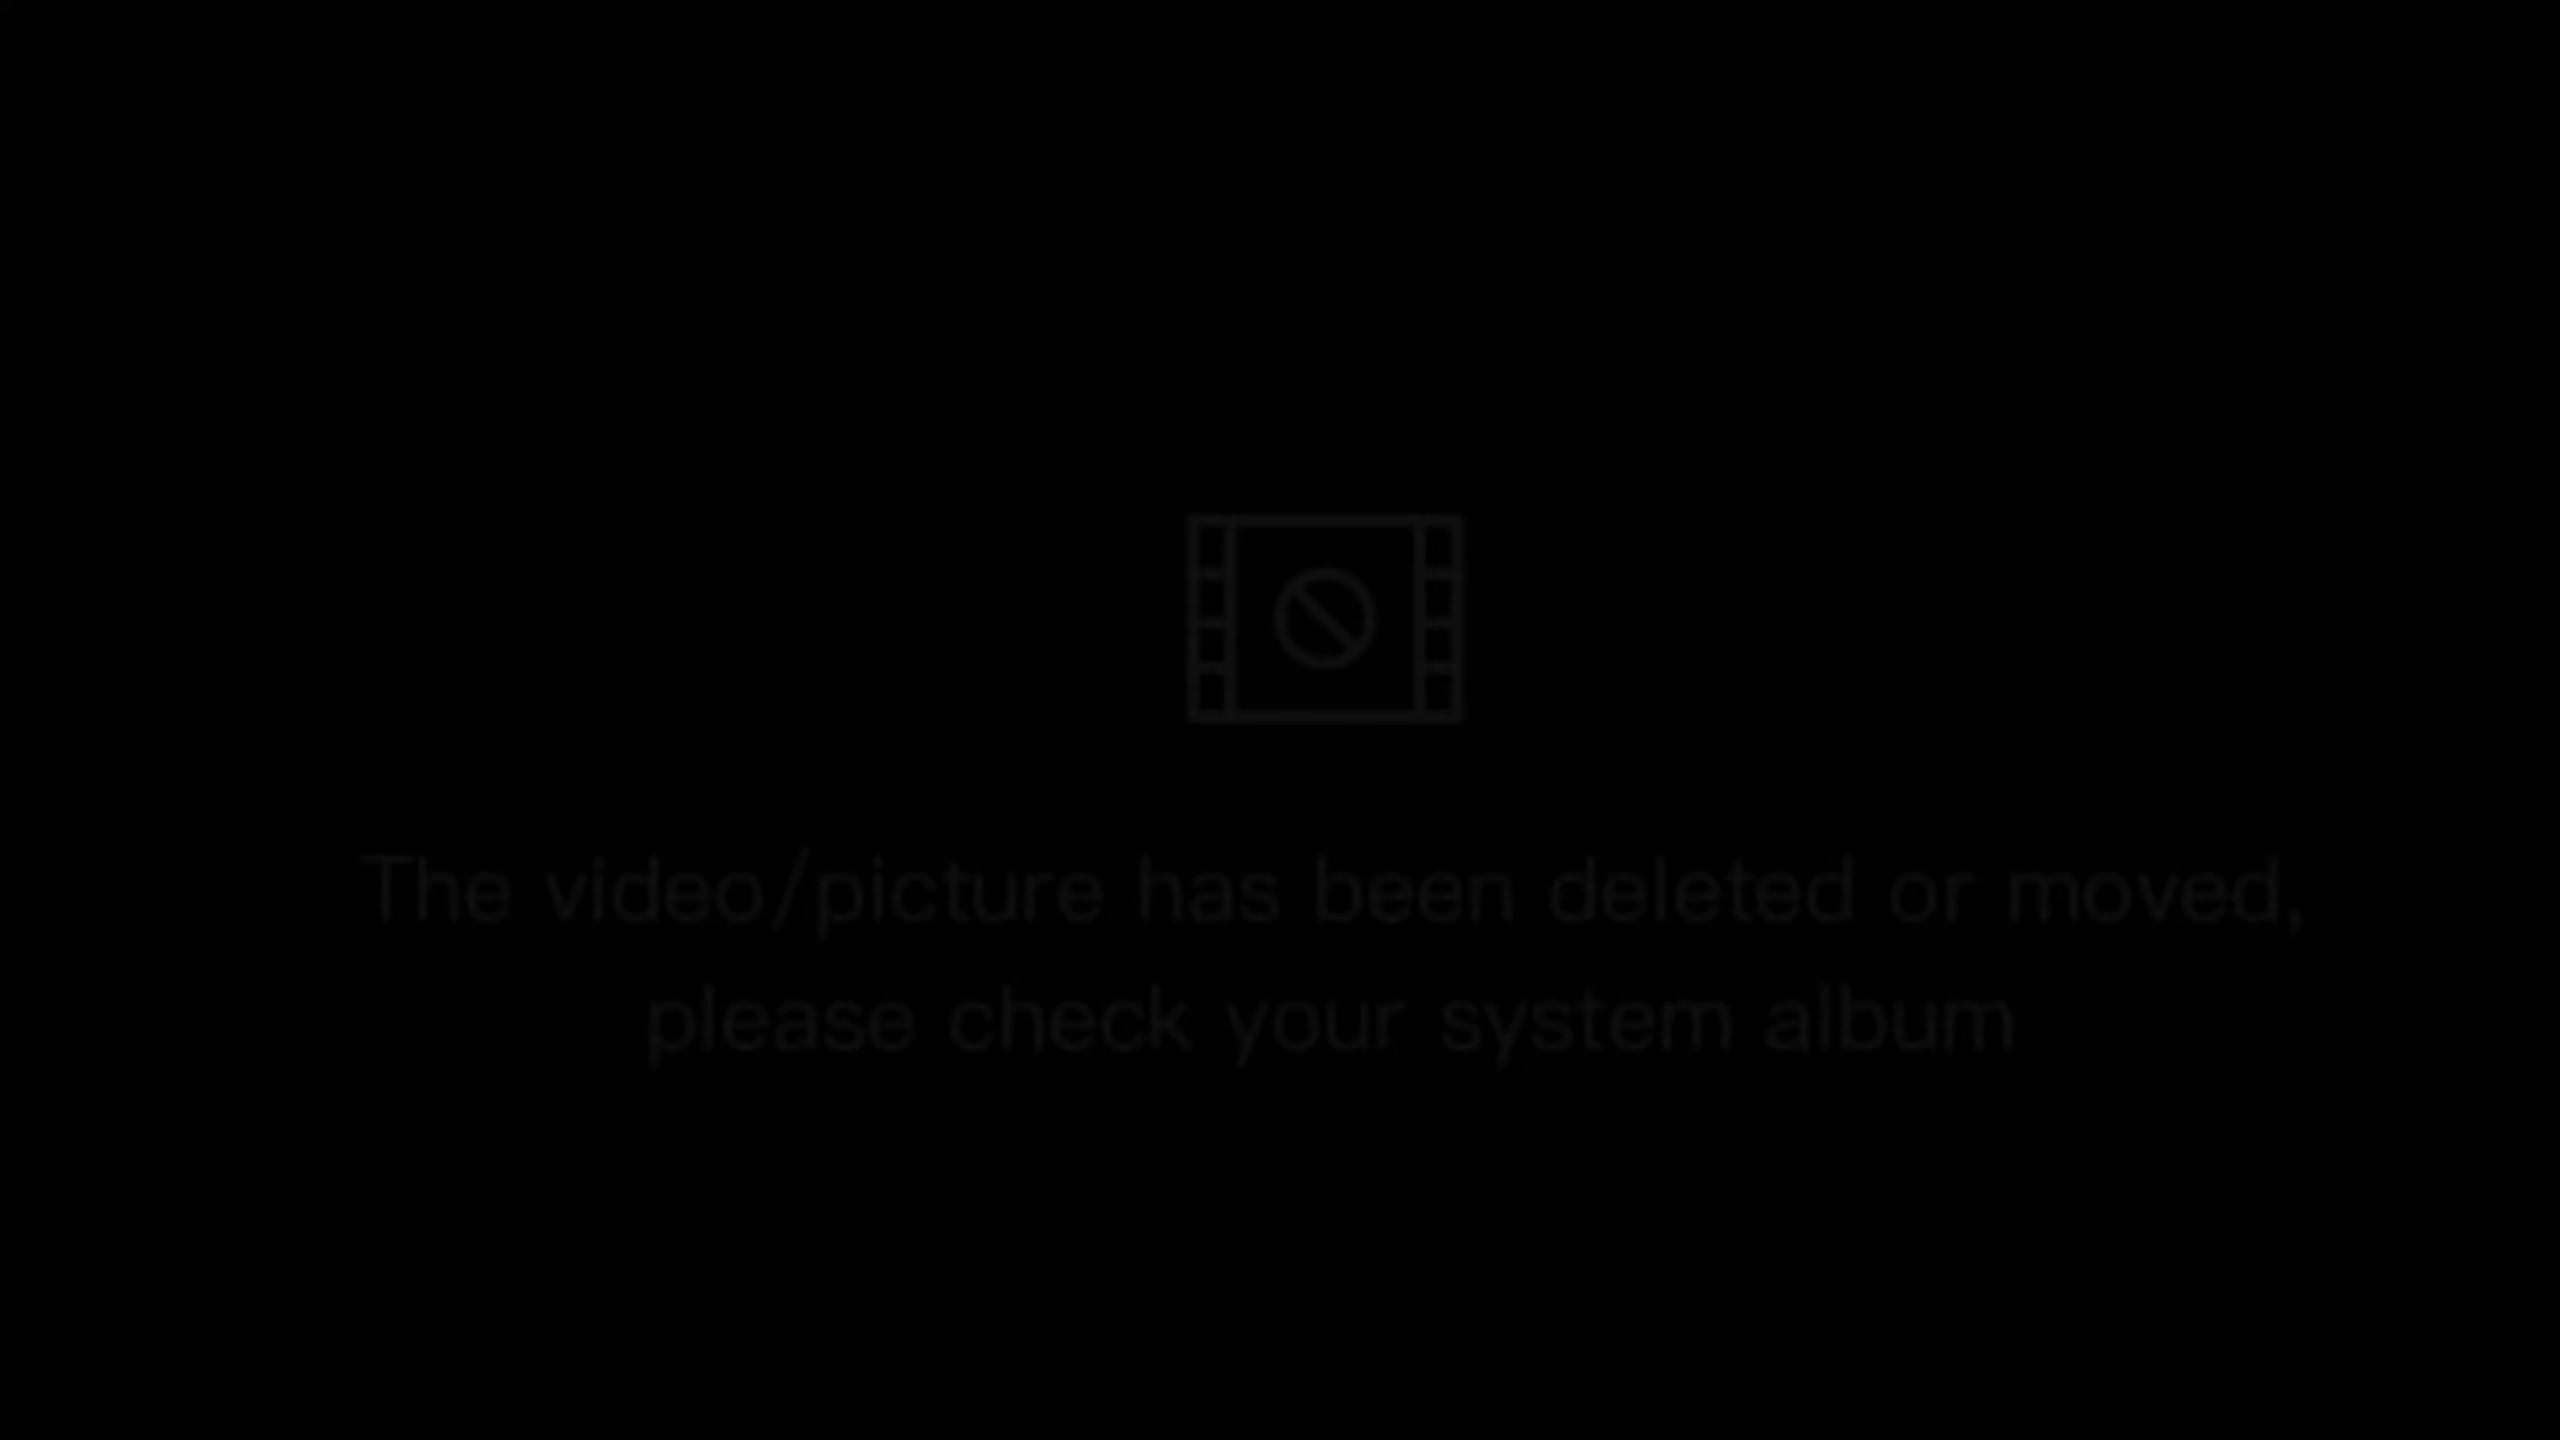 The video/picture has been deleted or moved,
please check your system album